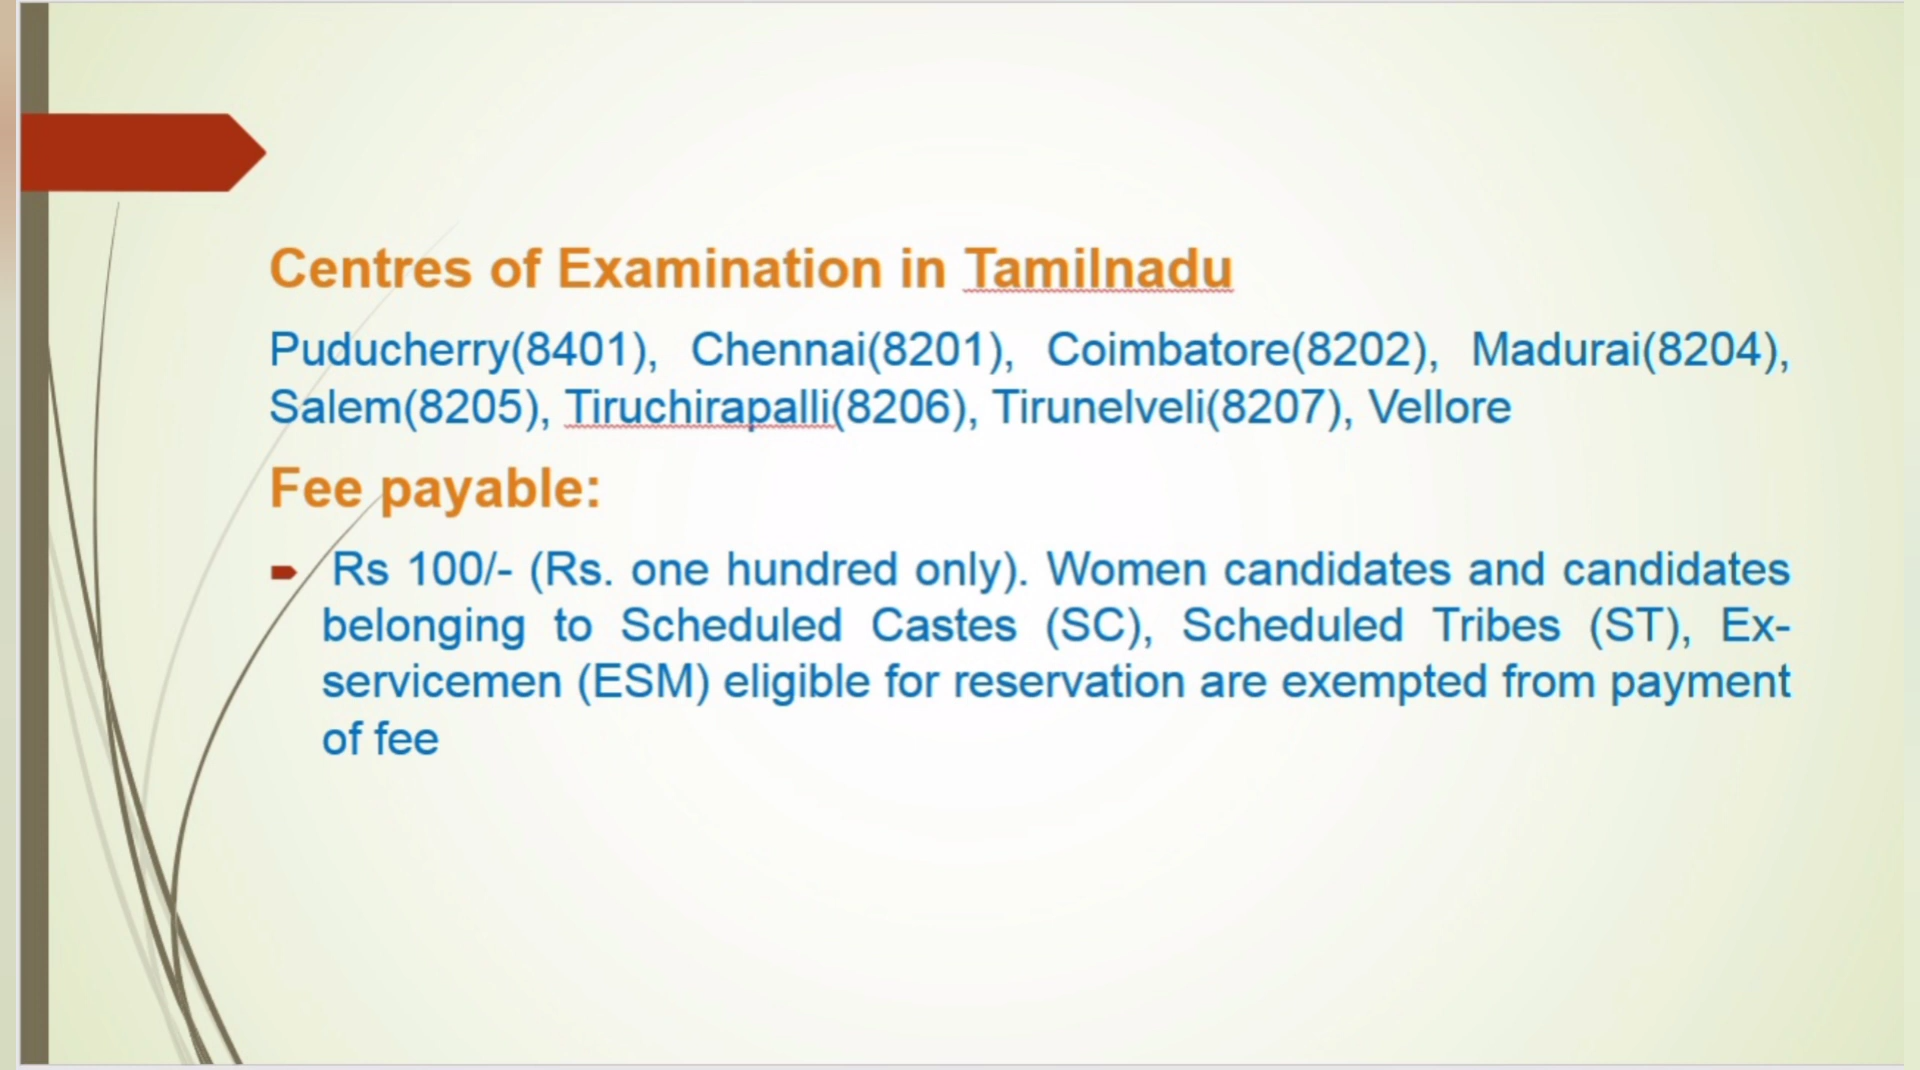 Centres of Examination in Tamilnadu
Puducherry(8401), Chennai(8201), Coimbatore(8202), Madurai(8204),
Salem(8205), Tiruchirapalli(8206), Tirunelveli(8207), Vellore
Fee payable:
Rs 100/- (Rs. one hundred only). Women candidates and candidates
belonging to Scheduled Castes (SC), Scheduled Tribes (ST), Ex-
servicemen (ESM) eligible for reservation are exempted from payment
of fee